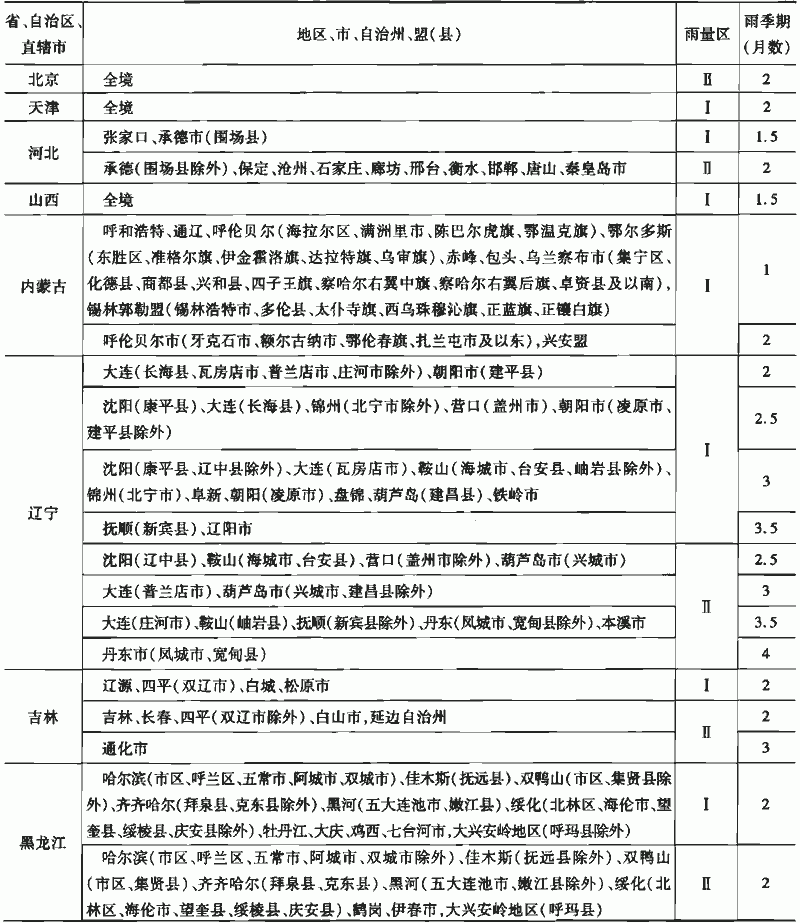 省、自治区、
直辖市
地区、市、自治州、盟(县)
雨量区
雨季期
(月数)
北京
全境
Ⅱ
2
天津
全境
Ⅰ
2
河北
张家口、承德市(围场县)
Ⅰ
1.5
承德(围场县除外)、保定、沧州、石家庄、廊坊、邢台、衡水、邯郸、唐山、秦皇岛市
Ⅱ
2
山西
全境
Ⅰ
1.5
内蒙古
呼和浩特、通辽、呼伦贝尔(海拉尔区、满洲里市、陈巴尔虎旗、鄂温克旗)、鄂尔多斯
(东胜区、准格尔旗、伊金霍洛旗、达拉特旗、乌审旗)、赤峰、包头、乌兰察布市(集宁区、
化德县、商都县、兴和县、四子王旗、察哈尔右翼中旗、察哈尔右翼后旗、卓资县及以南),
锡林郭勒盟(锡林浩特市、多伦县、太仆寺旗、西乌珠穆沁旗、正蓝旗、正镶白旗)
Ⅰ
1
呼伦贝尔市(牙克石市、额尔古纳市、鄂伦春旗、扎兰屯市及以东),兴安盟
2
辽宁
大连(长海县、瓦房店市、普兰店市、庄河市除外)、朝阳市(建平县)
Ⅰ
2
沈阳(康平县)、大连(长海县)、锦州(北宁市除外)、营口(盖州市)、朝阳市(凌原市、
建平县除外)
2.5
沈阳(康平县、辽中县除外)、大连(瓦房店市)、鞍山(海城市、台安县、岫岩县除外)、
锦州(北宁市)、阜新、朝阳(凌原市)、盘锦、葫芦岛(建昌县)、铁岭市
3
抚顺(新宾县)、辽阳市
3.5
沈阳(辽中县)、鞍山(海城市、台安县)、营口(盖州市除外)、葫芦岛市(兴城市)
Ⅱ
2.5
大连(普兰店市)、葫芦岛市(兴城市、建昌县除外)
3
大连(庄河市)、鞍山(岫岩县)、抚顺(新宾县除外)、丹东(凤城市、宽甸县除外)、本溪市
3.5
丹东市(凤城市、宽甸县)
4
吉林
辽源、四平(双辽市)、白城、松原市
Ⅰ
2
吉林、长春、四平(双辽市除外)、白山市,延边自治州
Ⅱ
2
通化市
3
黑龙江
哈尔滨(市区、呼兰区、五常市、阿城市、双城市)、佳木斯(抚远县)、双鸭山(市区、集贤县除
外)、齐齐哈尔(拜泉县、克东县除外)、黑河(五大连池市、嫩江县)、绥化(北林区、海伦市、望
奎县、绥棱县、庆安县除外)、牡丹江、大庆、鸡西、七台河市,大兴安岭地区(呼玛县除外)
Ⅰ
2
哈尔滨(市区、呼兰区、五常市、阿城市、双城市除外)、佳木斯(抚远县除外)、双鸭山
(市区、集贤县)、齐齐哈尔(拜泉县、克东县)、黑河(五大连池市、嫩江县除外)、绥化(北
林区、海伦市、望奎县、绥棱县、庆安县)、鹤岗、伊春市,大兴安岭地区(呼玛县)
Ⅱ
2